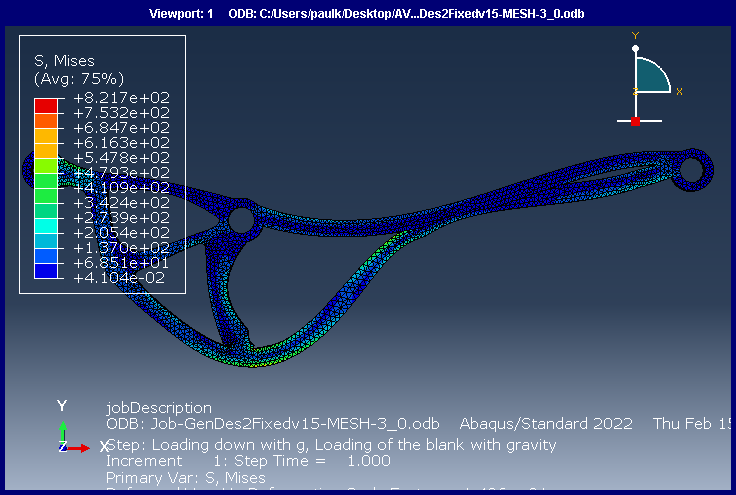 Viewport: 1 ODB: C:/Users/paulk/Desktop/AV...Des2Fixedv15-MESH-3_0.odb
S, Mises
(Avg: 75%)
+8.217e+02
+7.532e+02
+6.847e+02
+6.163e+02
+5.478e+02
+4.793e+02
+4.109e+02
+3.424e+02
+2.739e+02
+2.054e+02
+1.370e+02
+6.851e+01
+4.104e-02
Y
Z X
Y
Z X
jobDescription
ODB: Job-GenDes2Fixedv15-MESH-3_0.odb Abaqus/Standard 2022 Thu Feb 15
Step: Loading down with g, Loading of the blank with gravity
Increment 1: Step Time = 1.000
Primary Var: S, Mises